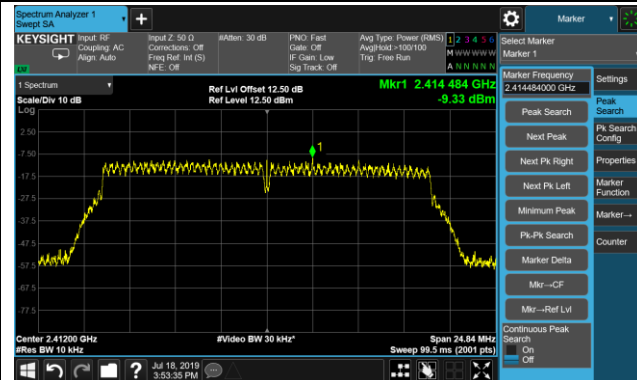 Spectrum Analyzer 1
Swept SA
+
Marker
KEYSIGHT
Input: RF
Coupling: AC
Align: Auto
Input Z: 50 Ω
Corrections: Off
Freq Ref: Int (S)
NFE: Off
#Atten: 30 dB
PNO: Fast
Gate: Off
IF Gain: Low
Sig Track: Off
Avg Type: Power (RMS)
Avg|Hold:>100/100
Trig: Free Run
1 2 3 4 5 6
M W W W W W
A N N N N N
LXI
Select Marker
Marker 1
1 Spectrum
Scale/Div 10 dB
Log
Ref Lvl Offset 12.50 dB
Ref Level 12.50 dBm
Mkr1 2.414 484 GHz
-9.33 dBm
2.50
-7.50
-17.5
-27.5
-37.5
-47.5
-57.5
-67.5
-77.5
1
Center 2.41200 GHz
#Res BW 10 kHz
#Video BW 30 kHz*
Span 24.84 MHz
Sweep 99.5 ms (2001 pts)
Marker Frequency
2.414484000 GHz
Peak Search
Next Peak
Next Pk Right
Next Pk Left
Minimum Peak
Pk-Pk Search
Marker Delta
Mkr→CF
Mkr→Ref Lvl
Continuous Peak
Search
On
Off
Settings
Peak
Search
Pk Search
Config
Properties
Marker
Function
Marker→
Counter
?
Jul 18, 2019
3:53:35 PM